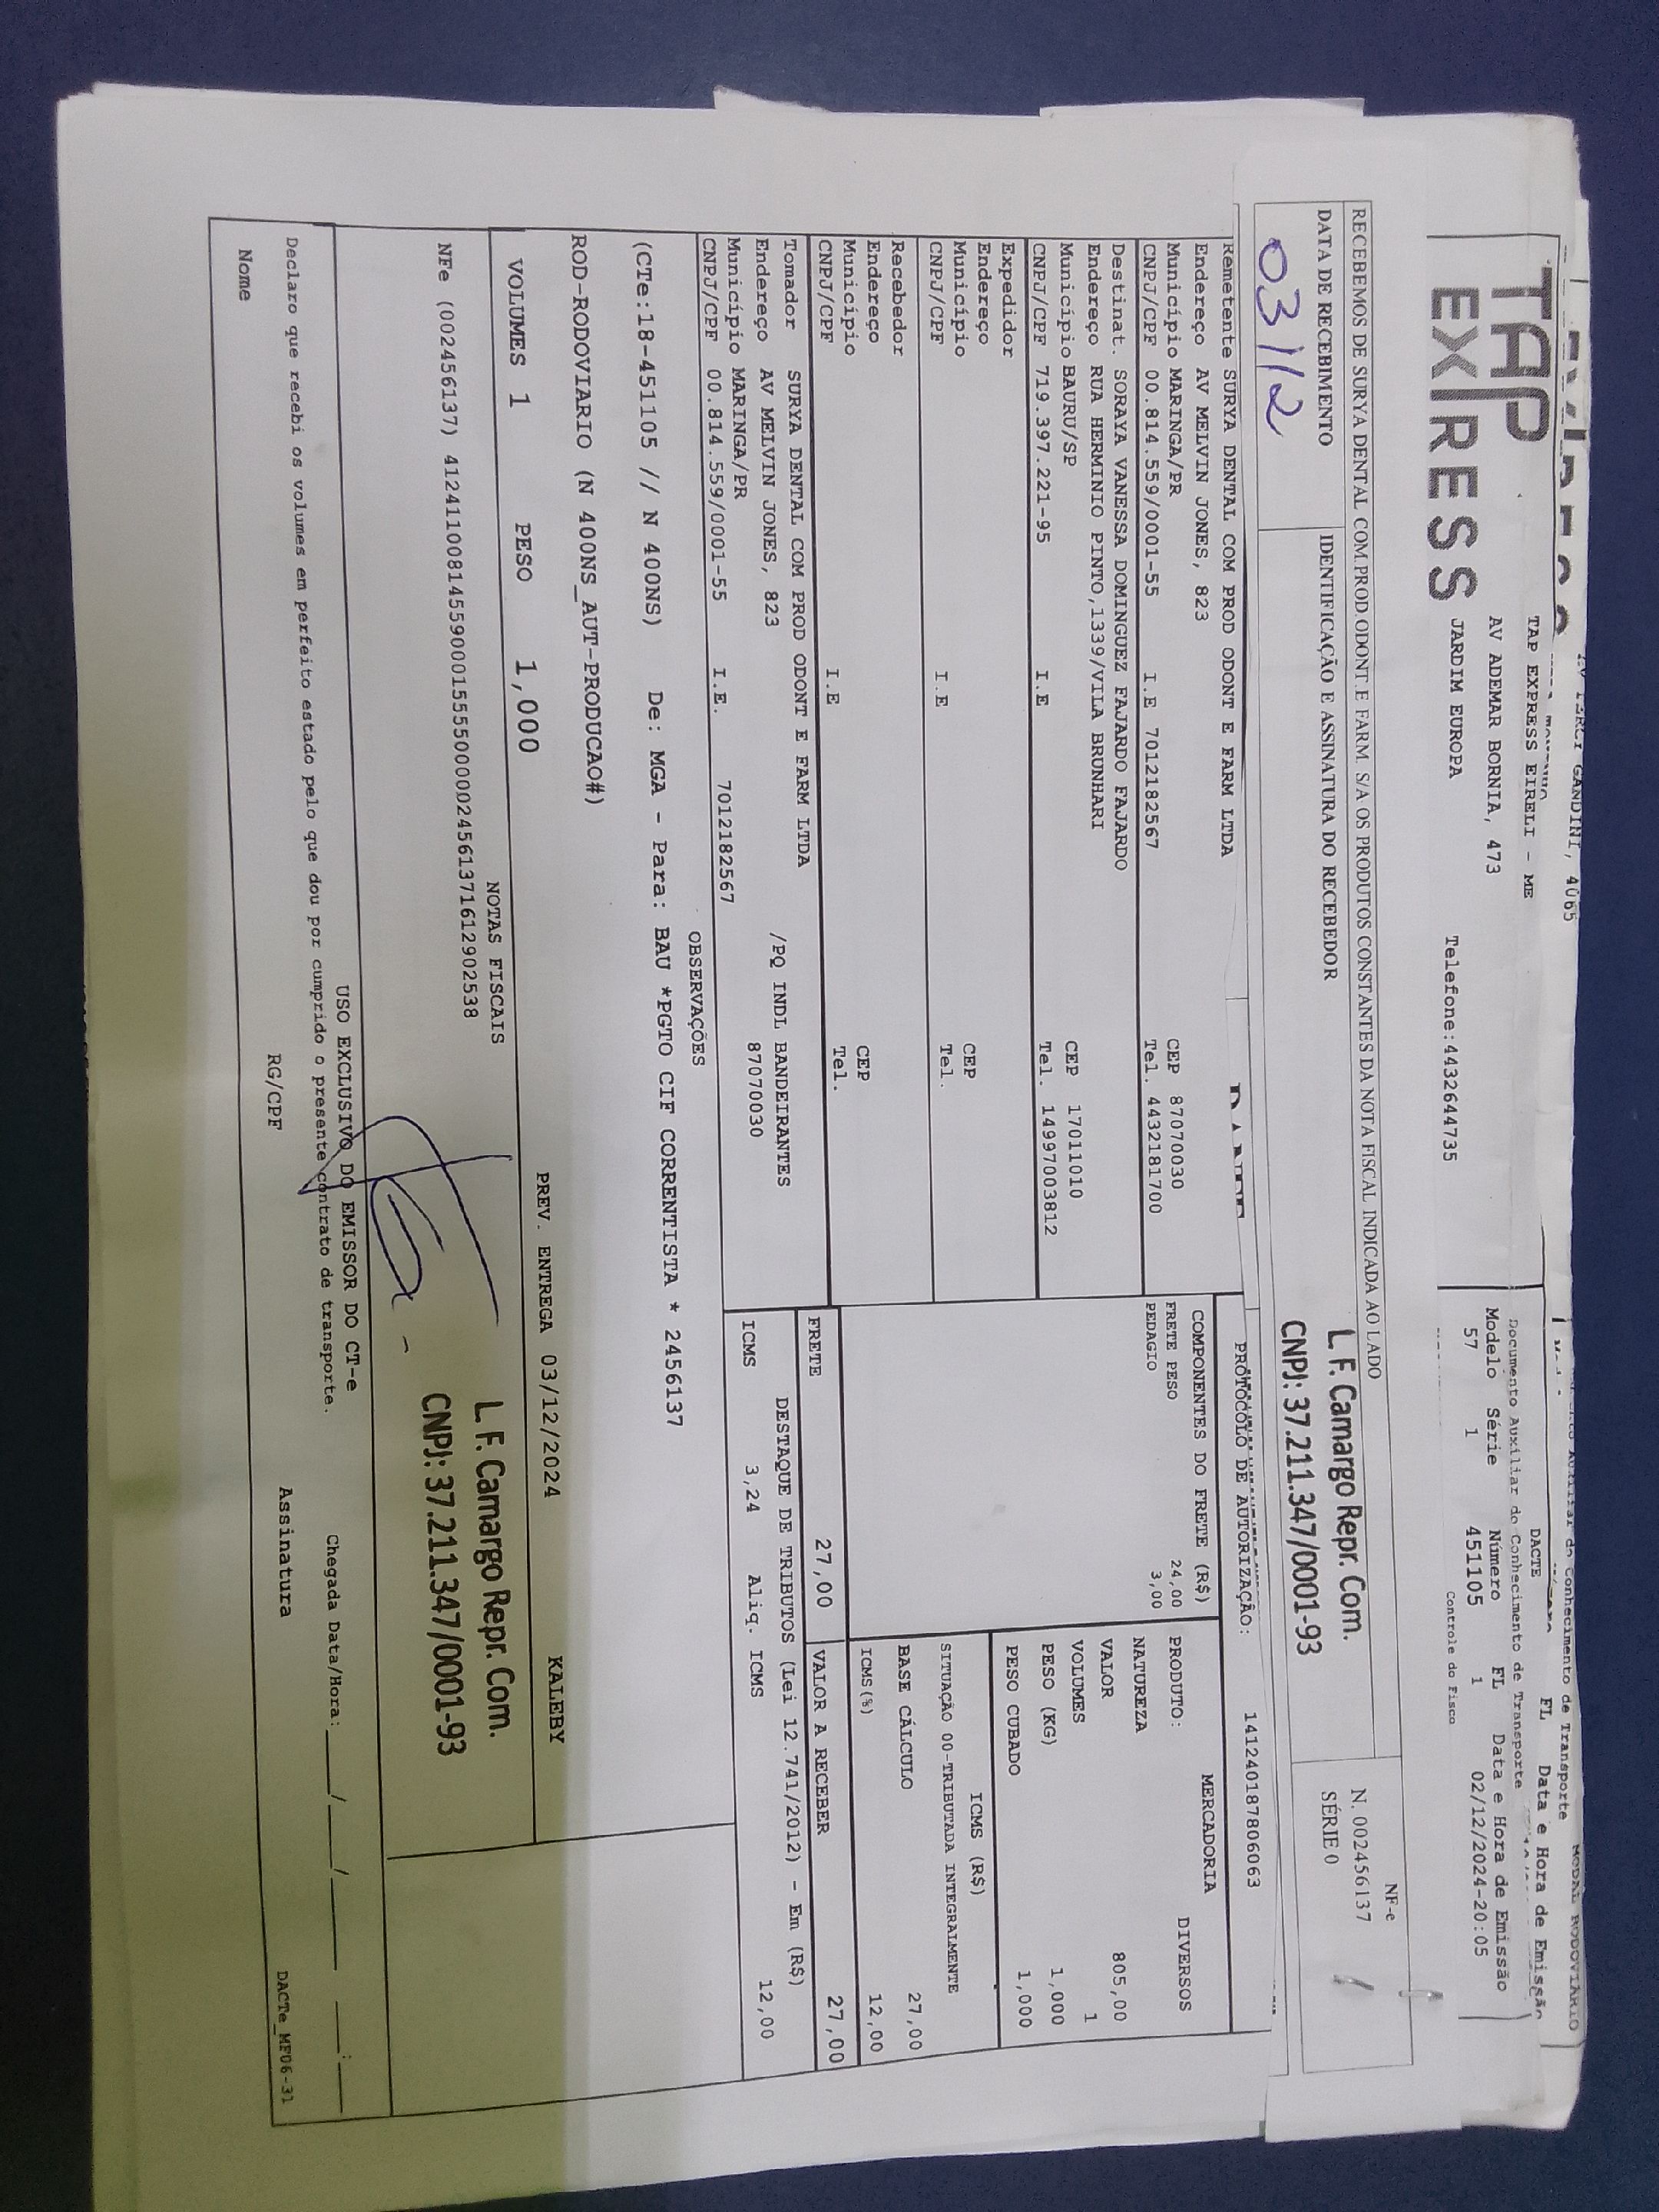 TAP
EXPRESS
TAP EXPRESS EIRELI - ME
AV ADEMAR BORNIA, 473
JARDIM EUROPA
Telefone:4432644735
DACTE
Documento Auxiliar do Conhecimento de Transporte
Modelo Série Número FL Data e Hora de Emissão
57 1 451105 1 02/12/2024-20:05
Controle do Fisco
RECEBEMOS DE SURYA DENTAL COM.PROD.ODONT.E FARM. S/A OS PRODUTOS CONSTANTES DA NOTA FISCAL INDICADA AO LADO
DATA DE RECEBIMENTO
IDENTIFICAÇÃO E ASSINATURA DO RECEBEDOR
03/12
L. F. Camargo Repr. Com.
CNPJ: 37.211.347/0001-93
NF-e
N. 002456137
SÉRIE 0
PROTOCOLO DE AUTORIZAÇÃO: 141240187806063
Remetente SURYA DENTAL COM PROD ODONT E FARM LTDA
Endereço AV MELVIN JONES, 823
Município MARINGA/PR CEP 87070030
CNPJ/CPF 00.814.559/0001-55 I.E 7012182567 Tel. 4432181700
Destinat. SORAYA VANESSA DOMINGUEZ FAJARDO FAJARDO
Endereço RUA HERMINIO PINTO,1339/VILA BRUNHARI
Município BAURU/SP CEP 17011010
CNPJ/CPF 719.397.221-95 I.E Tel. 14997003812
Expedidor
Endereço
Município CEP
CNPJ/CPF I.E Tel.
Recebedor
Endereço
Município CEP
CNPJ/CPF I.E Tel.
Tomador SURYA DENTAL COM PROD ODONT E FARM LTDA
Endereço AV MELVIN JONES, 823 /PQ INDL BANDEIRANTES
Município MARINGA/PR 87070030
CNPJ/CPF 00.814.559/0001-55 I.E. 7012182567
COMPONENTES DO FRETE (R$)
FRETE PESO 24,00
PEDAGIO 3,00
MERCADORIA
PRODUTO: DIVERSOS
NATUREZA
VALOR 805,00
VOLUMES 1
PESO (KG) 1,000
PESO CUBADO 1,000
ICMS (R$)
SITUAÇÃO 00-TRIBUTADA INTEGRALMENTE
BASE CÁLCULO 27,00
ICMS(%) 12,00
FRETE 27,00 VALOR A RECEBER 27,00
DESTAQUE DE TRIBUTOS (Lei 12.741/2012) - Em (R$)
ICMS 3,24 Aliq. ICMS 12,00
OBSERVAÇÕES
(CTe:18-451105 // N 400NS) De: MGA - Para: BAU *PGTO CIF CORRENTISTA * 2456137
ROD-RODOVIARIO (N 400NS_AUT-PRODUCAO#)
VOLUMES 1 PESO 1,000 PREV. ENTREGA 03/12/2024 KALEBY
NOTAS FISCAIS
NFe (002456137) 41241100814559000155550000024561371612902538
L. F. Camargo Repr. Com.
CNPJ: 37.211.347/0001-93
USO EXCLUSIVO DO EMISSOR DO CT-e
Declaro que recebi os volumes em perfeito estado pelo que dou por cumprido o presente contrato de transporte.
Chegada Data/Hora:____/____/______ ____:____
Nome RG/CPF Assinatura
DACTe_MF06-31